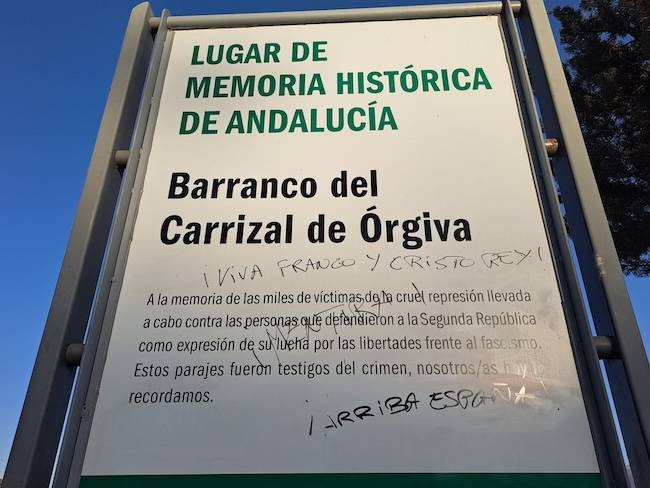 LUGAR DE
MEMORIA HISTÓRICA
DE ANDALUCÍA
Barranco del
Carrizal de Órgiva
¡VIVA FRANCO Y CRISTO REY!
A la memoria de las miles de víctimas de la cruel represión llevada
a cabo contra las personas que defendieron a la Segunda República
¡MENTIRA!
como expresión de su lucha por las libertades frente al fascismo.
Estos parajes fueron testigos del crimen, nosotros/as hoy lo
recordamos.
¡ARRIBA ESPAÑA!